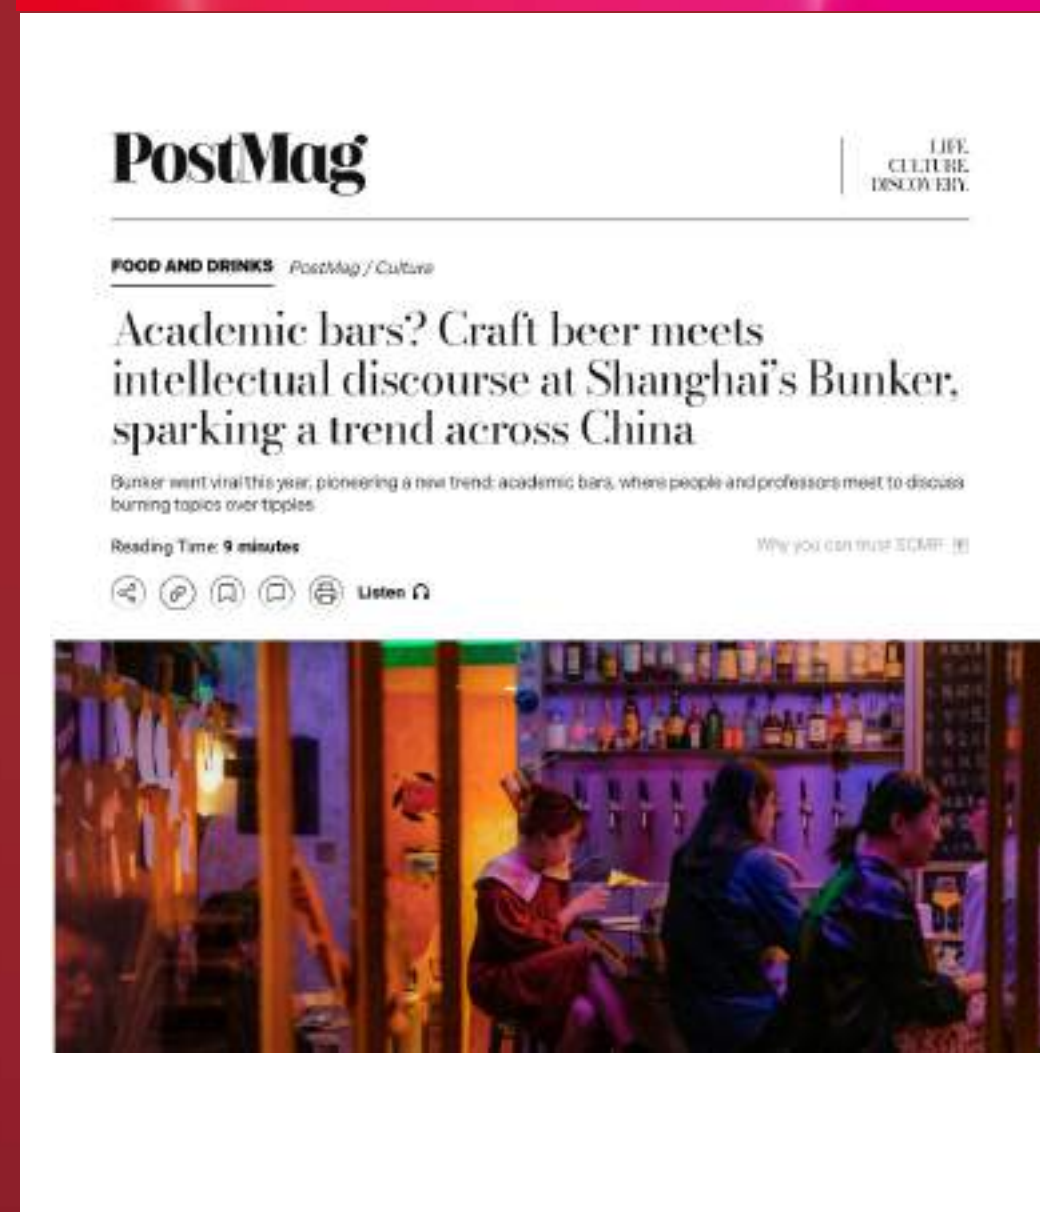 PostMag
LIFE.
CULTURE.
DISCOVERY.
FOOD AND DRINKS PostMag / Culture
Academic bars? Craft beer meets
intellectual discourse at Shanghai's Bunker,
sparking a trend across China
Bunker went viral this year, pioneering a new trend: academic bars, where people and professors meet to discuss
burning topics over tipples
Reading Time: 9 minutes
Why you can trust SCMP
Listen